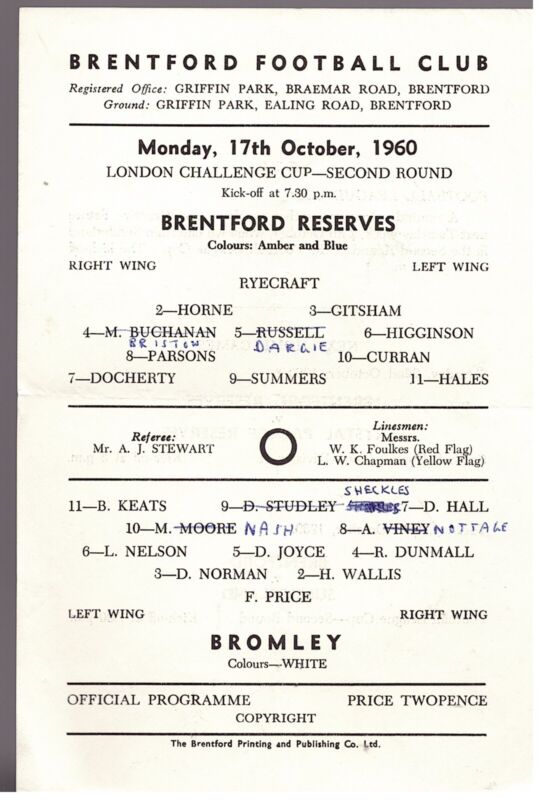 BRENTFORD FOOTBALL CLUB
Registered Office: GRIFFIN PARK, BRAEMAR ROAD, BRENTFORD
Ground: GRIFFIN PARK, EALING ROAD, BRENTFORD
Monday, 17th October, 1960
LONDON CHALLENGE CUP—SECOND ROUND
Kick-off at 7.30 p.m.
BRENTFORD RESERVES
Colours: Amber and Blue
RIGHT WING LEFT WING
RYECRAFT
2—HORNE 3—GITSHAM
4—M. BUCHANAN 5—RUSSELL 6—HIGGINSON
BRISTOW DARGIE
8—PARSONS 10—CURRAN
7—DOCHERTY 9—SUMMERS 11—HALES
Referee:
Mr. A. J. STEWART
Linesmen:
Messrs.
W. K. Foulkes (Red Flag)
L. W. Chapman (Yellow Flag)
SHECKLES
11—B. KEATS 9—D. STUDLEY 7—D. HALL
10—M. MOORE NASH 8—A. VINEY NOTTAGE
6—L. NELSON 5—D. JOYCE 4—R. DUNMALL
3—D. NORMAN 2—H. WALLIS
F. PRICE
LEFT WING RIGHT WING
BROMLEY
Colours—WHITE
OFFICIAL PROGRAMME PRICE TWOPENCE
COPYRIGHT
The Brentford Printing and Publishing Co. Ltd.